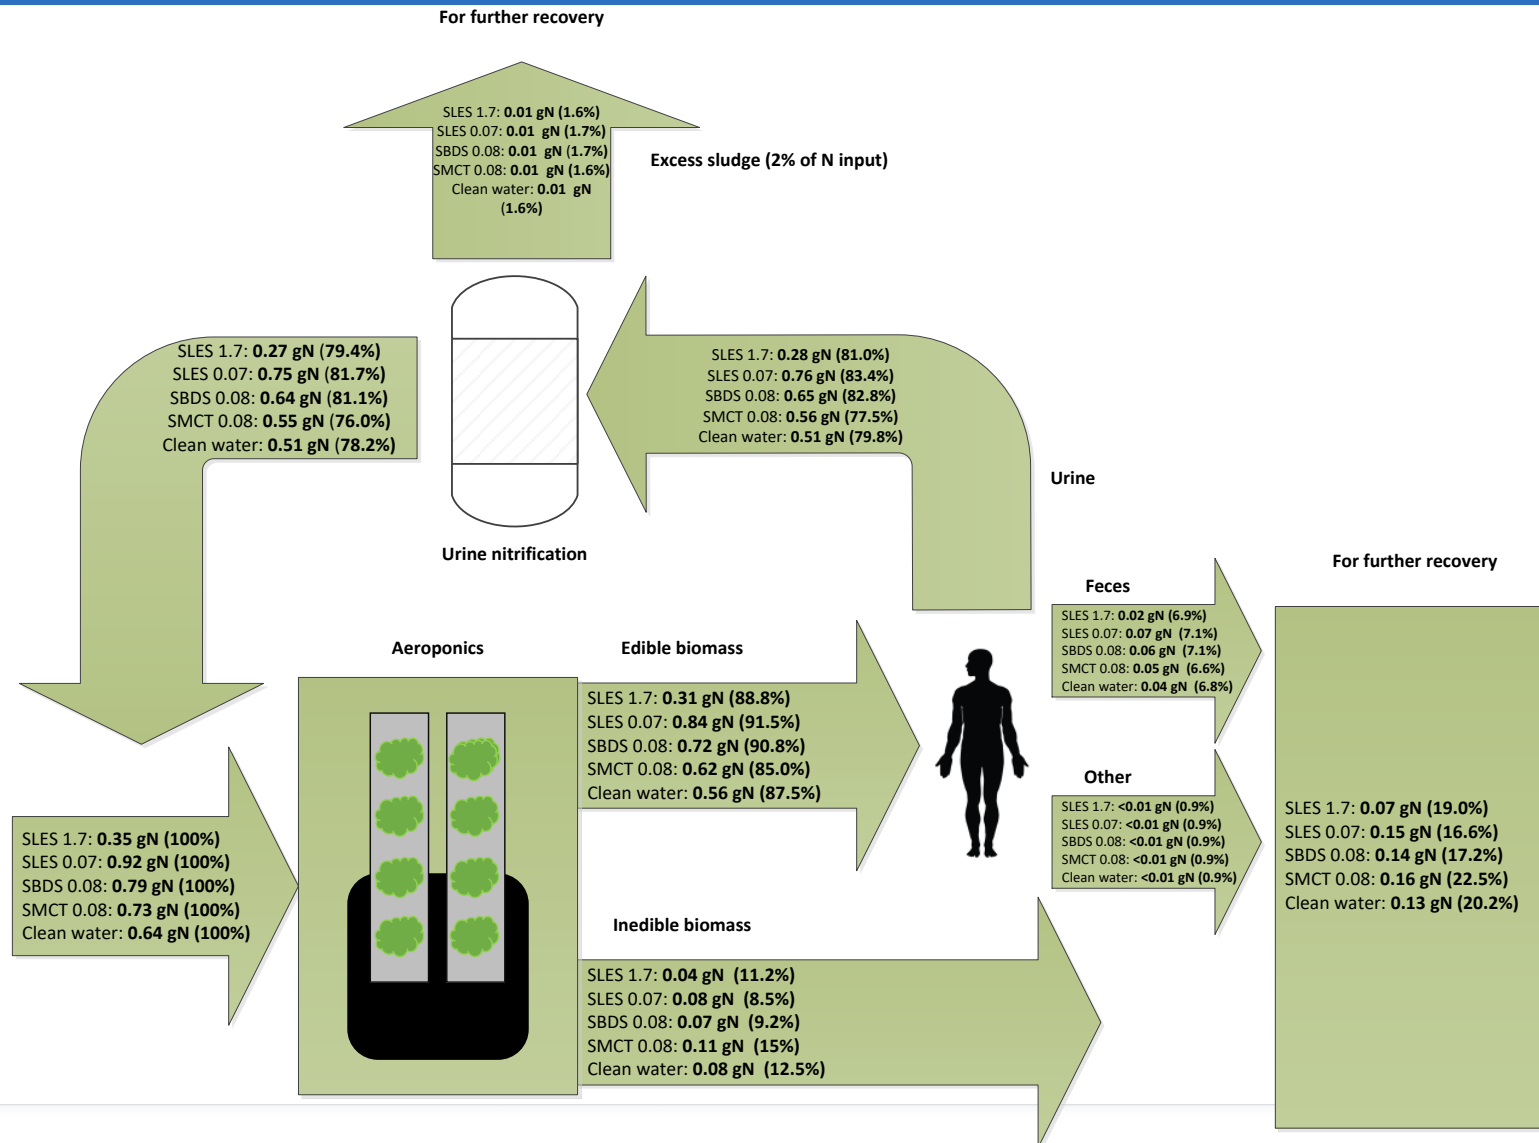 For further recovery
SLES 1.7: 0.01 gN (1.6%)
SLES 0.07: 0.01 gN (1.7%)
SBDS 0.08: 0.01 gN (1.7%)
SMCT 0.08: 0.01 gN (1.6%)
Clean water: 0.01 gN
(1.6%)
Excess sludge (2% of N input)
SLES 1.7: 0.27 gN (79.4%)
SLES 0.07: 0.75 gN (81.7%)
SBDS 0.08: 0.64 gN (81.1%)
SMCT 0.08: 0.55 gN (76.0%)
Clean water: 0.51 gN (78.2%)
SLES 1.7: 0.28 gN (81.0%)
SLES 0.07: 0.76 gN (83.4%)
SBDS 0.08: 0.65 gN (82.8%)
SMCT 0.08: 0.56 gN (77.5%)
Clean water: 0.51 gN (79.8%)
Urine
Urine nitrification
For further recovery
Feces
SLES 1.7: 0.02 gN (6.9%)
SLES 0.07: 0.07 gN (7.1%)
SBDS 0.08: 0.06 gN (7.1%)
SMCT 0.08: 0.05 gN (6.6%)
Clean water: 0.04 gN (6.8%)
Aeroponics
Edible biomass
SLES 1.7: 0.31 gN (88.8%)
SLES 0.07: 0.84 gN (91.5%)
SBDS 0.08: 0.72 gN (90.8%)
SMCT 0.08: 0.62 gN (85.0%)
Clean water: 0.56 gN (87.5%)
Other
SLES 1.7: <0.01 gN (0.9%)
SLES 0.07: <0.01 gN (0.9%)
SBDS 0.08: <0.01 gN (0.9%)
SMCT 0.08: <0.01 gN (0.9%)
Clean water: <0.01 gN (0.9%)
SLES 1.7: 0.07 gN (19.0%)
SLES 0.07: 0.15 gN (16.6%)
SBDS 0.08: 0.14 gN (17.2%)
SMCT 0.08: 0.16 gN (22.5%)
Clean water: 0.13 gN (20.2%)
SLES 1.7: 0.35 gN (100%)
SLES 0.07: 0.92 gN (100%)
SBDS 0.08: 0.79 gN (100%)
SMCT 0.08: 0.73 gN (100%)
Clean water: 0.64 gN (100%)
Inedible biomass
SLES 1.7: 0.04 gN (11.2%)
SLES 0.07: 0.08 gN (8.5%)
SBDS 0.08: 0.07 gN (9.2%)
SMCT 0.08: 0.11 gN (15%)
Clean water: 0.08 gN (12.5%)